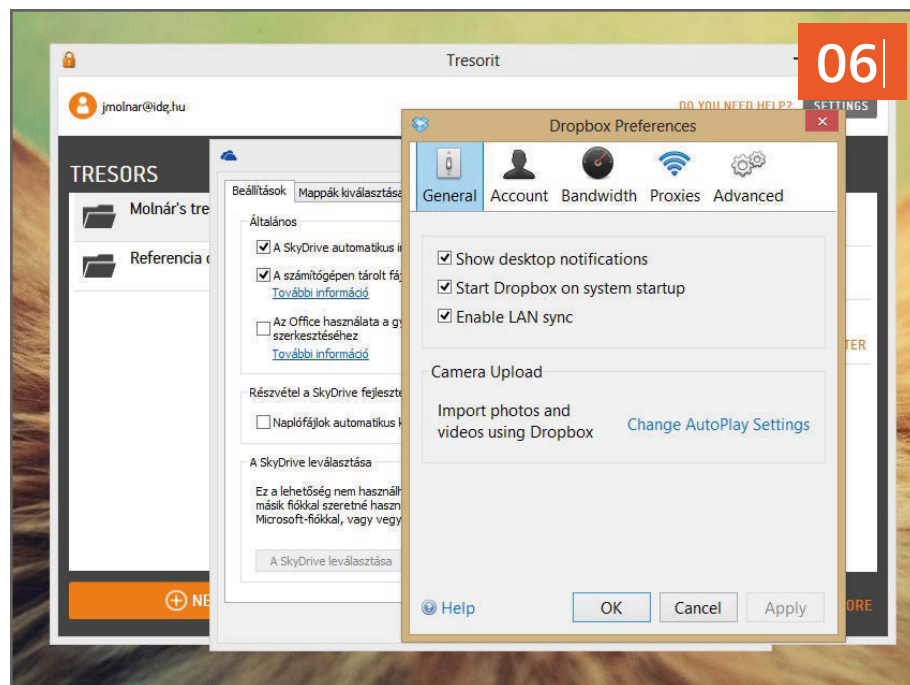 06
Tresorit
jmolnar@idg.hu
DO YOU NEED HELP?
SETTINGS
TRESORS
Molnár's tre
Referencia
Beállítások
Mappák kiválasztása
Általános
A SkyDrive automatikus
A számítógépen tárolt fáj
További információ
Az Office használata a gy
szerkesztéséhez
További információ
Részvétel a SkyDrive fejleszté
Naplófájlok automatikus k
A SkyDrive leválasztása
Ez a lehetőség nem használh
másik fiókkal szeretné haszn
Microsoft-fiókkal, vagy vegy
A SkyDrive leválasztása
NE
Dropbox Preferences
General Account Bandwidth Proxies Advanced
Show desktop notifications
Start Dropbox on system startup
Enable LAN sync
Camera Upload
Import photos and
videos using Dropbox
Change AutoPlay Settings
Help
OK
Cancel
Apply
TER
ORE